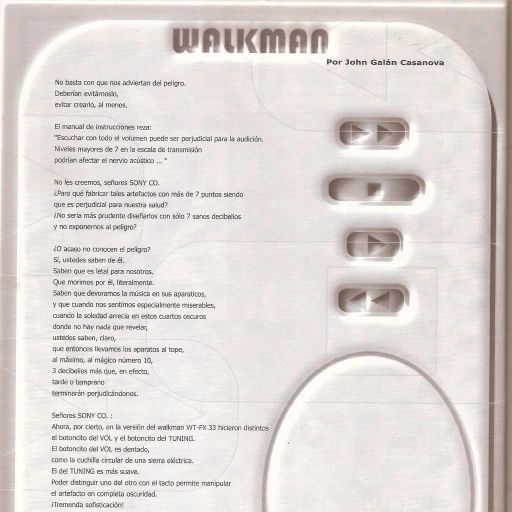 WALKMAN
Por John Galán Casanova
No basta con que nos adviertan del peligro.
Deberían evitárnoslo,
evitar crearlo, al menos.
El manual de instrucciones reza:
"Escuchar con todo el volumen puede ser perjudicial para la audición.
Niveles mayores de 7 en la escala de transmisión
podrían afectar el nervio acústico ... "
No les creemos, señores SONY CO.
¿Para qué fabricar tales artefactos con más de 7 puntos siendo
que es perjudicial para nuestra salud?
¿No sería más prudente diseñarlos con sólo 7 sanos decibelios
y no exponernos al peligro?
¿O acaso no conocen el peligro?
Sí, ustedes saben de él.
Saben que es letal para nosotros.
Que morimos por él, literalmente.
Saben que devoramos la música en sus aparaticos,
y que cuando nos sentimos especialmente miserables,
cuando la soledad arrecia en estos cuartos oscuros
donde no hay nada que revelar,
ustedes saben, claro,
que entonces llevamos los aparatos al tope,
al máximo, al mágico número 10,
3 decibelios más que, en efecto,
tarde o temprano
terminarán perjudicándonos.
Señores SONY CO. :
Ahora, por cierto, en la versión del walkman WT-FX 33 hicieron distintos
el botoncito del VOL y el botoncito del TUNING.
El botoncito del VOL es dentado,
como la cuchilla circular de una sierra eléctrica.
El del TUNING es más suave.
Poder distinguir uno del otro con el tacto permite manipular
el artefacto en completa oscuridad.
¡Tremenda sofisticación!